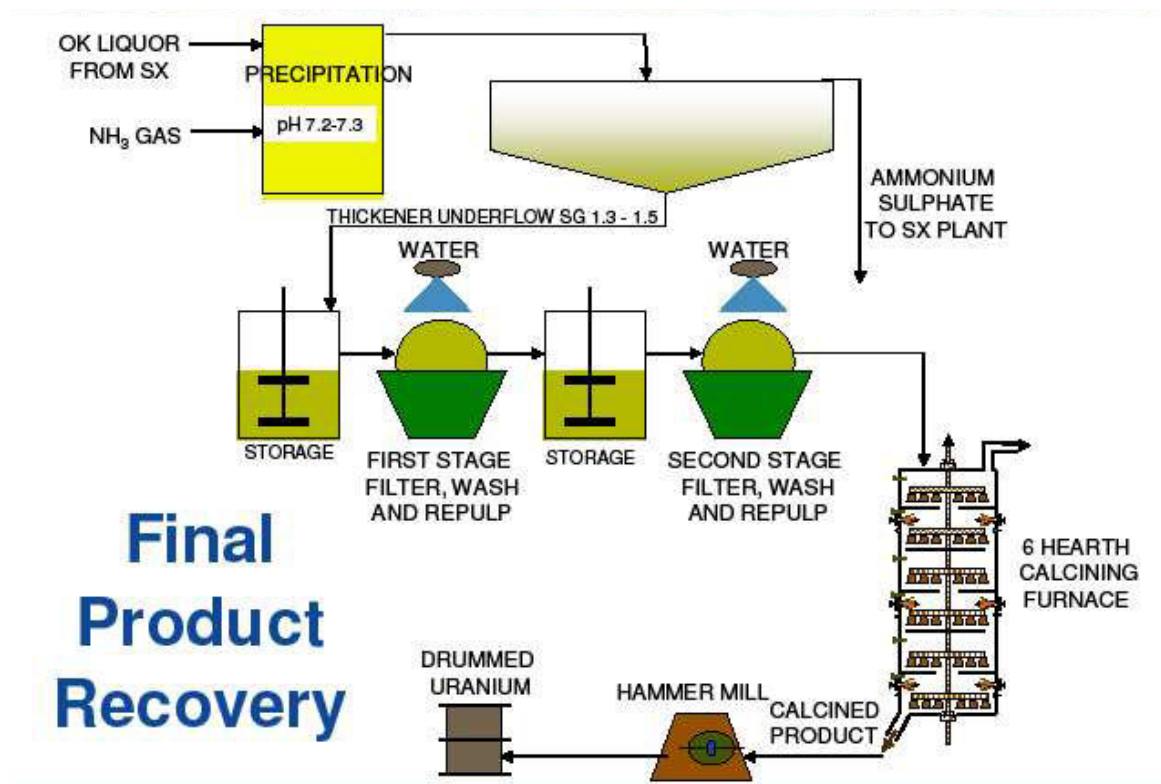 OK LIQUOR
FROM SX
PRECIPITATION
pH 7.2-7.3
NH₃ GAS
AMMONIUM
SULPHATE
TO SX PLANT
THICKENER UNDERFLOW SG 1.3 - 1.5
WATER
WATER
STORAGE
FIRST STAGE
FILTER, WASH
AND REPULP
STORAGE
SECOND STAGE
FILTER, WASH
AND REPULP
6 HEARTH
CALCINING
FURNACE
Final
Product
Recovery
DRUMMED
URANIUM
HAMMER MILL
CALCINED
PRODUCT